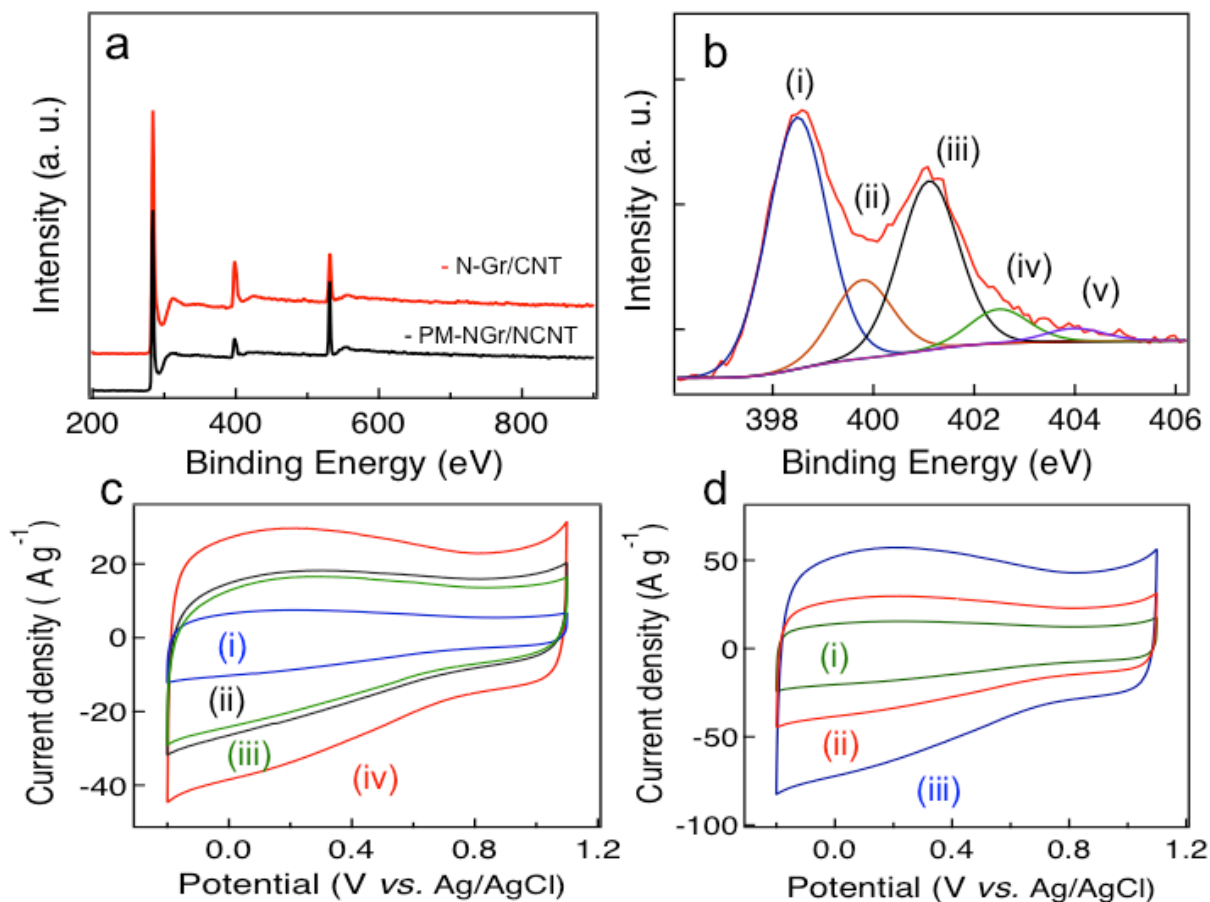 a
Intensity (a. u.)
- N-Gr/CNT
- PM-NGr/NCNT
200 400 600 800
Binding Energy (eV)
b
Intensity (a. u.)
(i)
(ii)
(iii)
(iv)
(v)
398 400 402 404 406
Binding Energy (eV)
c
Current density ( A g-1)
20
0
-20
-40
(i)
(ii)
(iii)
(iv)
0.0 0.4 0.8 1.2
Potential (V vs. Ag/AgCl)
d
Current density (A g-1)
50
0
-50
-100
(i)
(ii)
(iii)
0.0 0.4 0.8 1.2
Potential (V vs. Ag/AgCl)